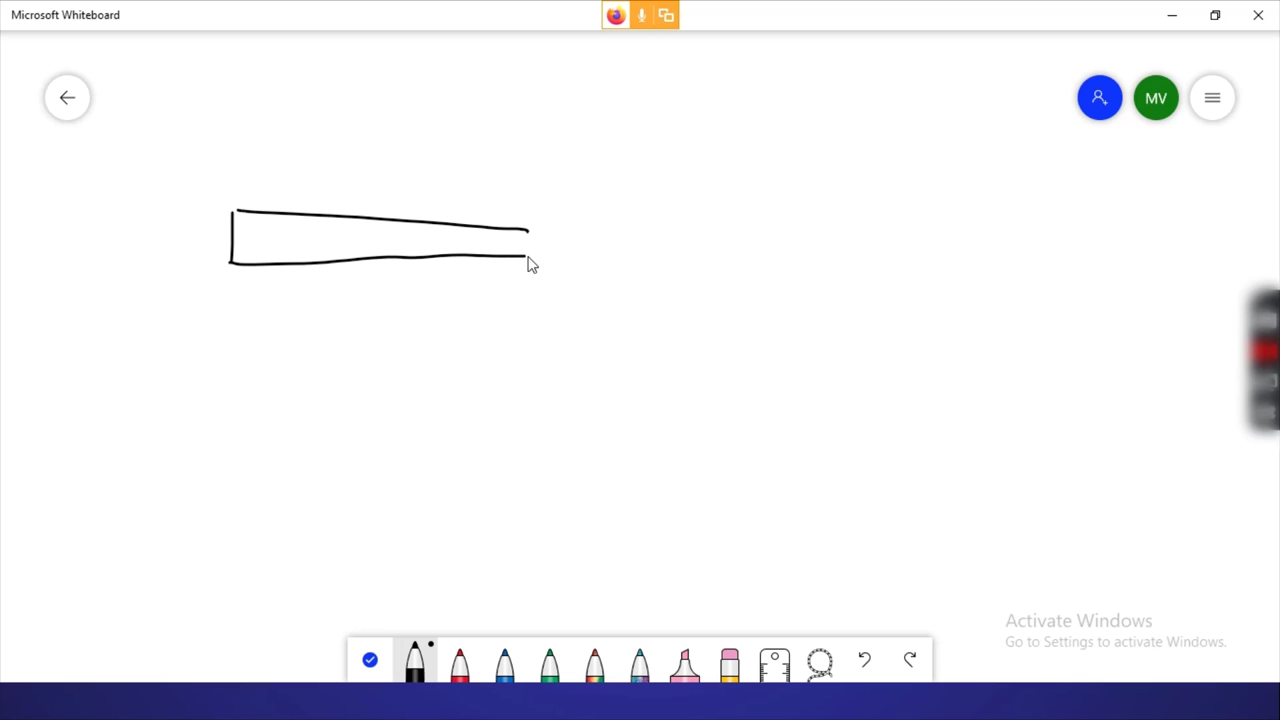 Microsoft Whiteboard
MV
Activate Windows
Go to Settings to activate Windows.